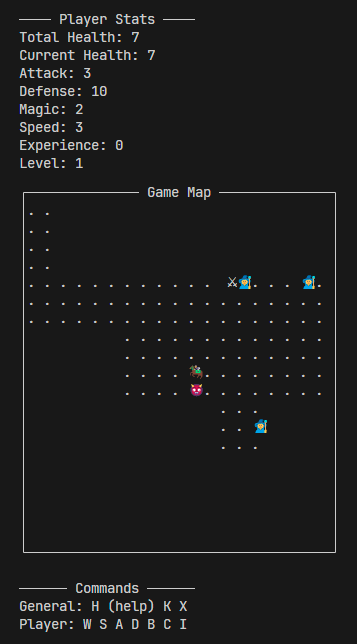 Player Stats
Total Health: 7
Current Health: 7
Attack: 3
Defense: 10
Magic: 2
Speed: 3
Experience: 0
Level: 1
Game Map
Commands
General: H (help) K X
Player: W S A D B C I